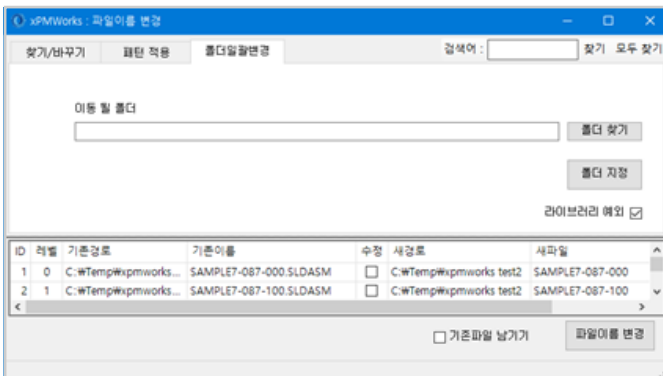 xPMWorks : 파일이름 변경
찾기/바꾸기 패턴 적용 폴더일괄변경 검색어 : 찾기 모두 찾기
이동 될 폴더
폴더 찾기
폴더 지정
라이브러리 예외
ID 레벨 기존경로 기존이름 수정 새경로 새파일
1 0 C:₩Temp₩xpmworks... SAMPLE7-087-000.SLDASM C:₩Temp₩xpmworks test2 SAMPLE7-087-000
2 1 C:₩Temp₩xpmworks... SAMPLE7-087-100.SLDASM C:₩Temp₩xpmworks test2 SAMPLE7-087-100
기존파일 남기기 파일이름 변경